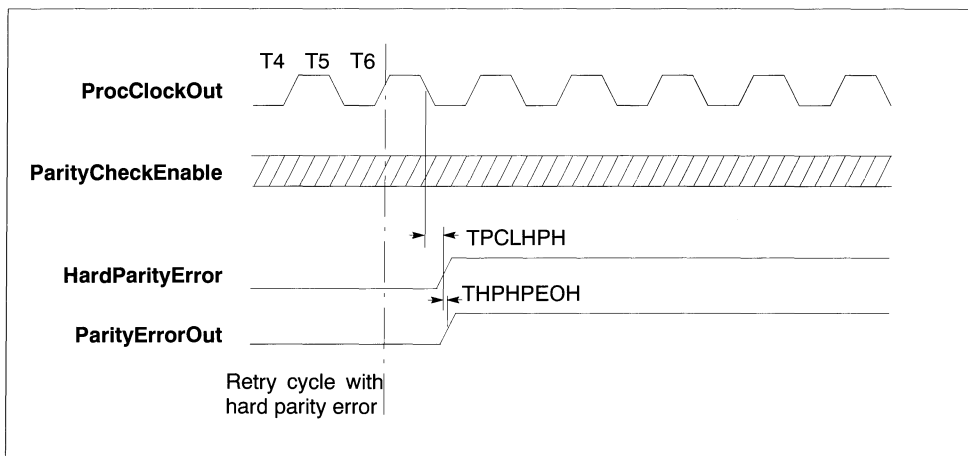 T4 T5 T6
ProcClockOut
ParityCheckEnable
TPCLHPH
HardParityError
THPHPEOH
ParityErrorOut
Retry cycle with
hard parity error